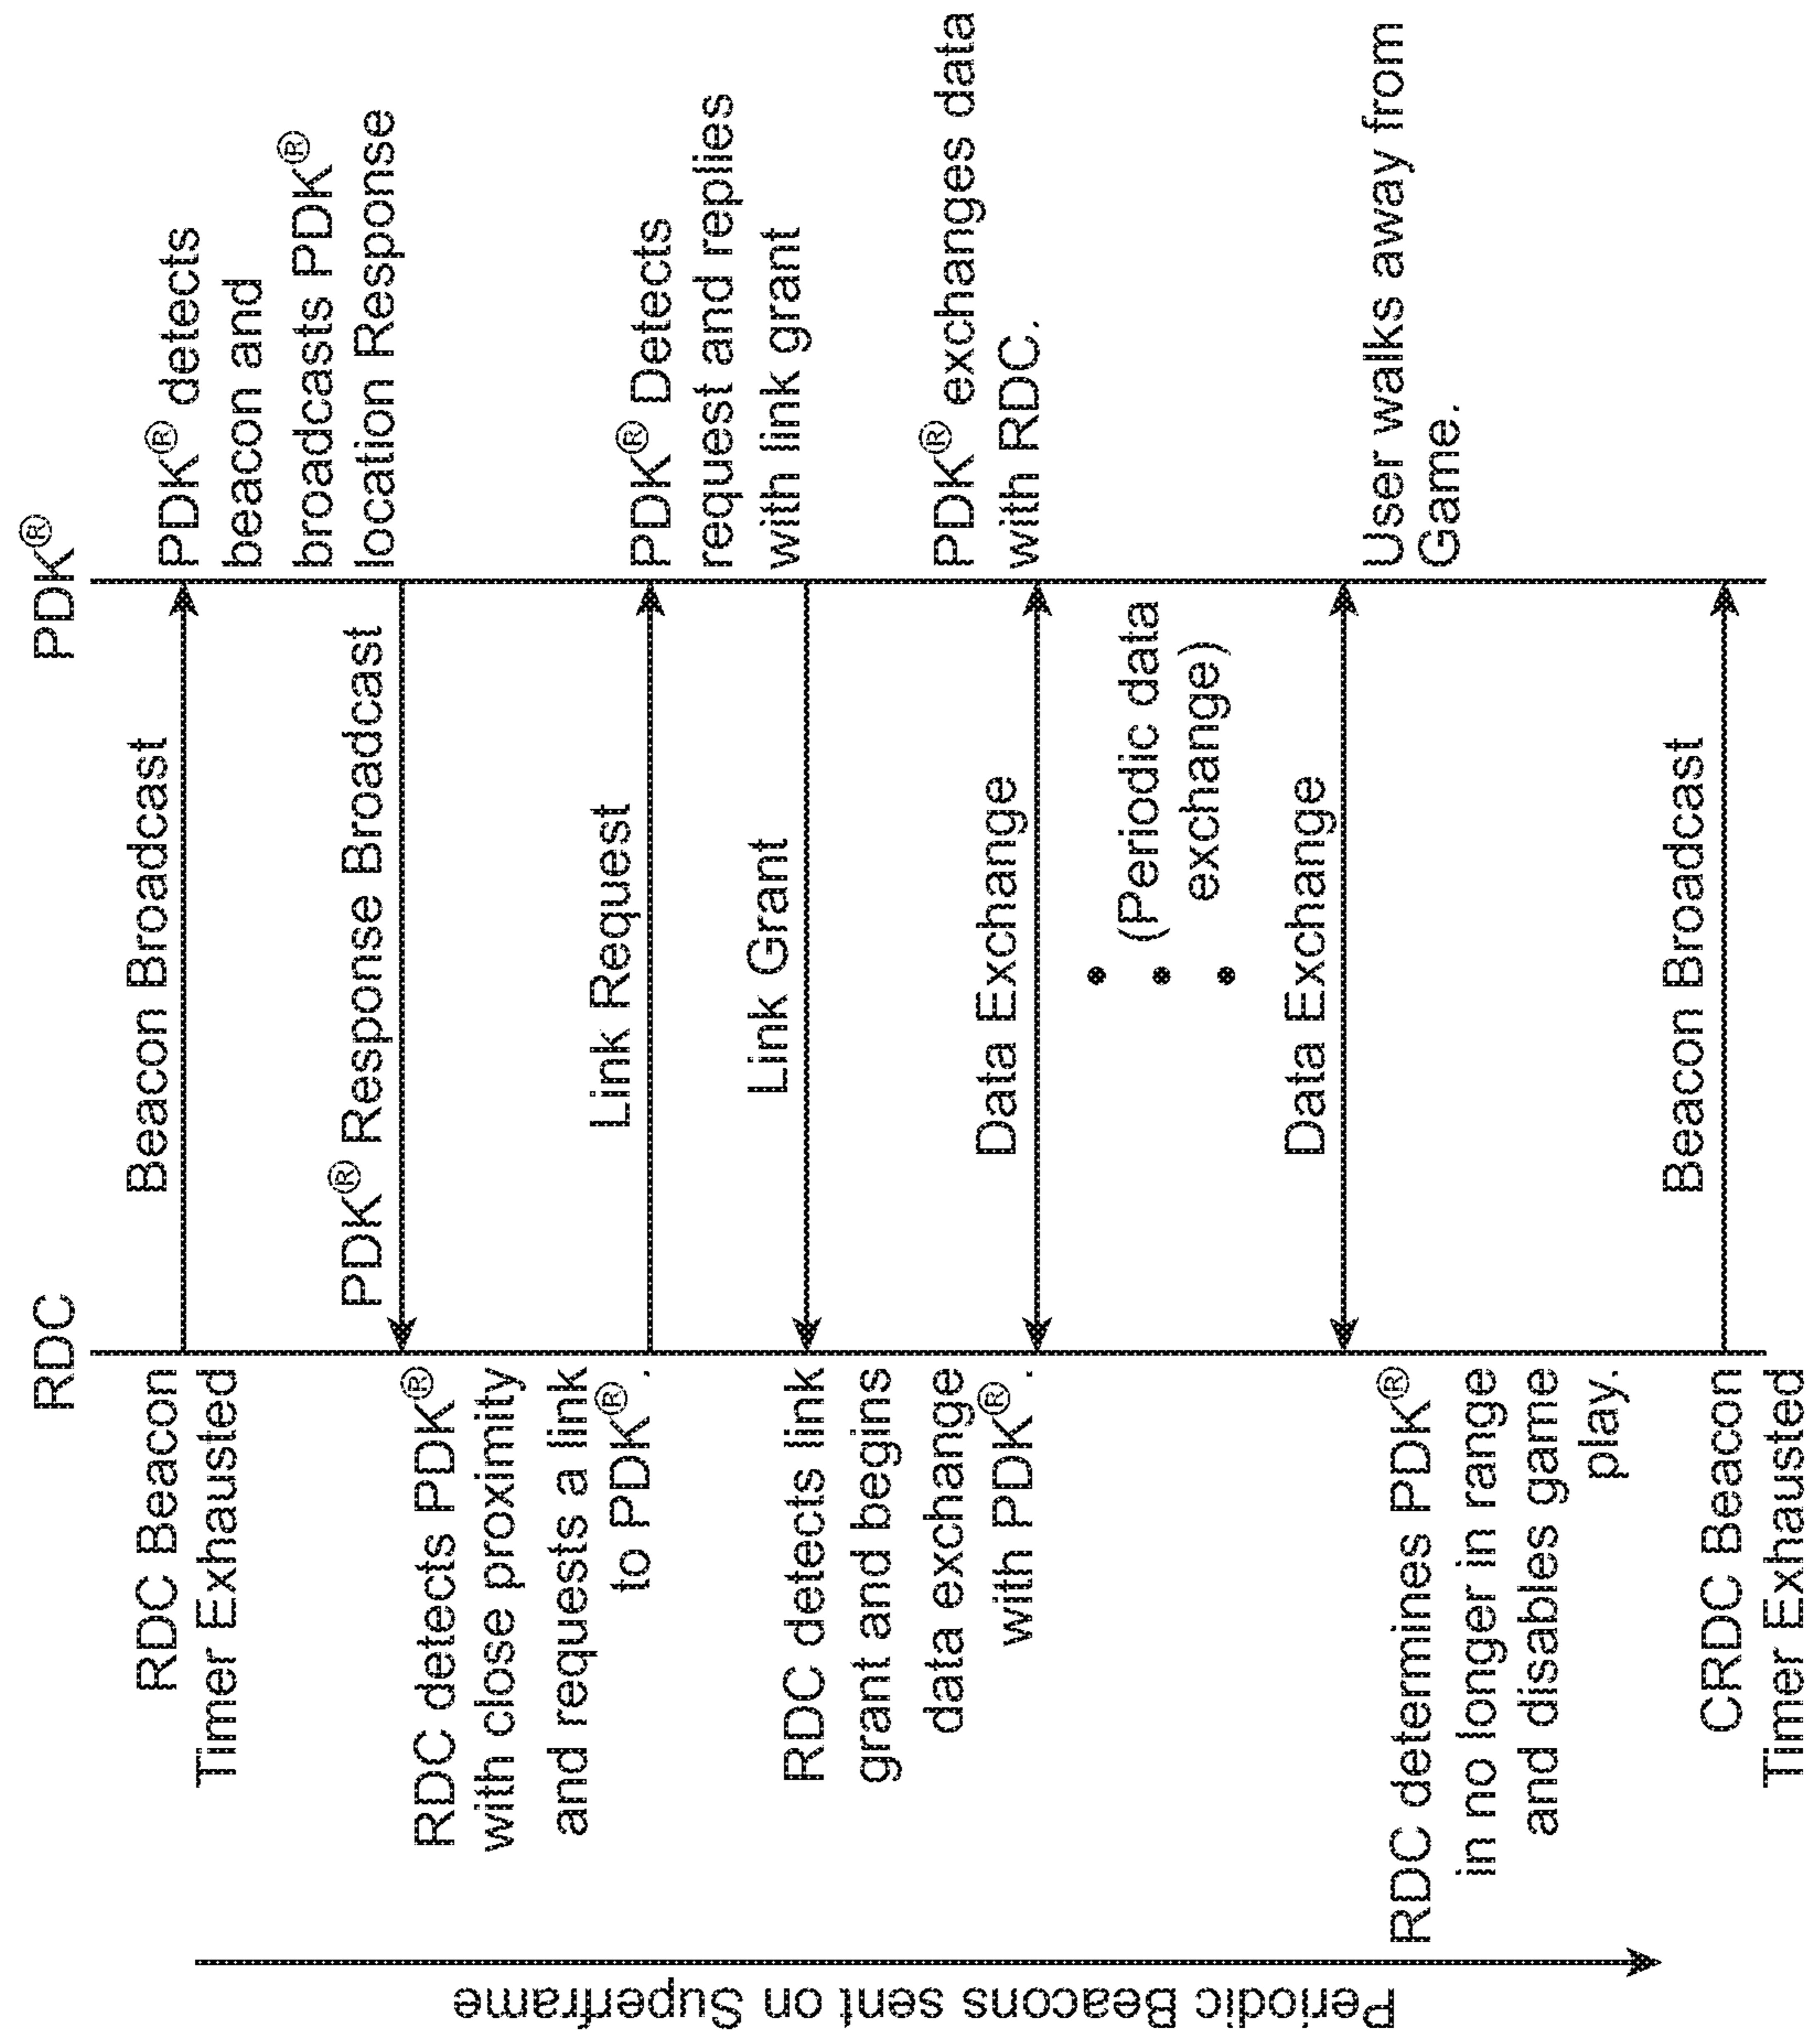 RDC
PDK®
RDC Beacon
Timer Exhausted
Beacon Broadcast
PDK® detects
beacon and
broadcasts PDK®
location Response
PDK® Response Broadcast
RDC detects PDK®
with close proximity
and requests a link
to PDK®.
Link Request
PDK® Detects
request and replies
with link grant
Link Grant
RDC detects link
grant and begins
data exchange
with PDK®.
Data Exchange
PDK® exchanges data
with RDC.
(Periodic data
exchange)
Data Exchange
User walks away from
Game.
RDC determines PDK®
in no longer in range
and disables game
play.
CRDC Beacon
Timer Exhausted
Beacon Broadcast
Periodic Beacons sent on Superframe